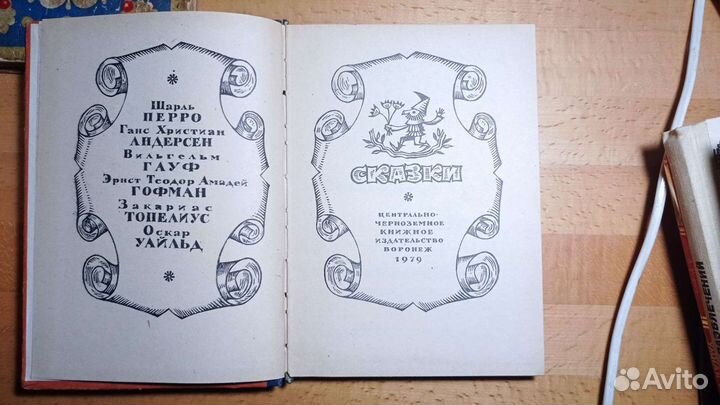 Шарль
ПЕРРО
Ганс Христиан
АНДЕРСЕН
Вильгельм
ГАУФ
Эрнст Теодор Амадей
ГОФМАН
Закариас
ТОПЕЛИУС
Оскар
УАЙЛЬД
СКАЗКИ
ЦЕНТРАЛЬНО-
ЧЕРНОЗЕМНОЕ
КНИЖНОЕ
ИЗДАТЕЛЬСТВО
ВОРОНЕЖ
1979
Avito